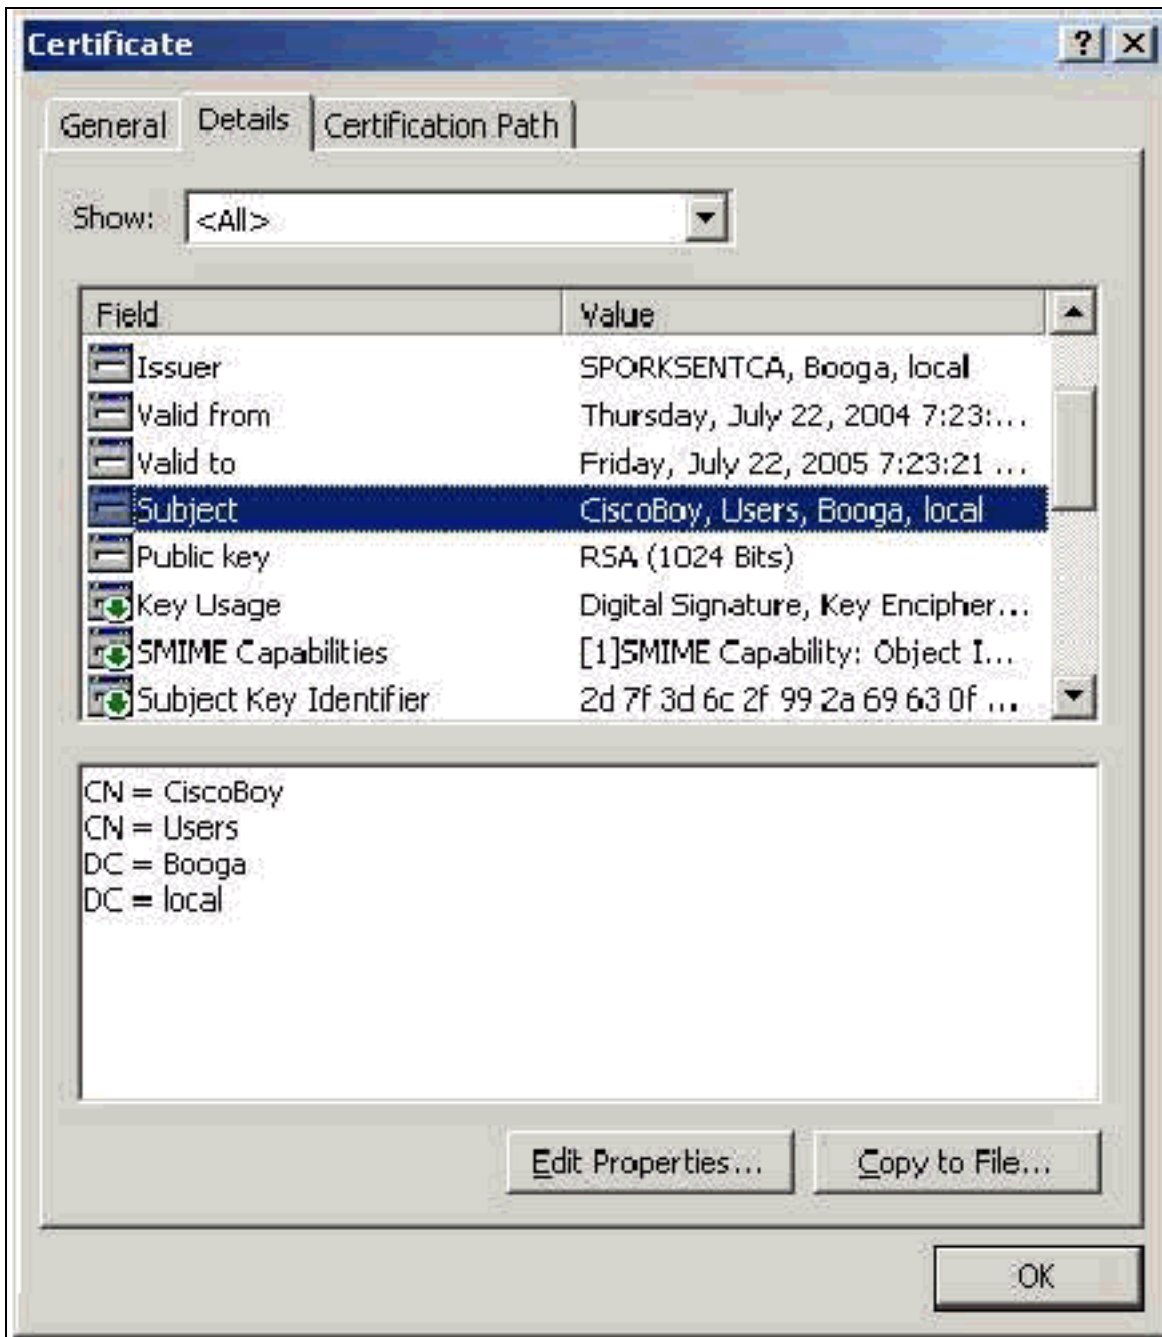 Certificate
General Details Certification Path
Show: <All>
Field Value
Issuer SPORKSENTCA, Booga, local
Valid from Thursday, July 22, 2004 7:23:...
Valid to Friday, July 22, 2005 7:23:21 ...
Subject CiscoBoy, Users, Booga, local
Public key RSA (1024 Bits)
Key Usage Digital Signature, Key Encipher...
SMIME Capabilities [1]SMIME Capability: Object I...
Subject Key Identifier 2d 7f 3d 6c 2f 99 2a 69 63 0f ...
CN = CiscoBoy
CN = Users
DC = Booga
DC = local
Edit Properties... Copy to File...
OK